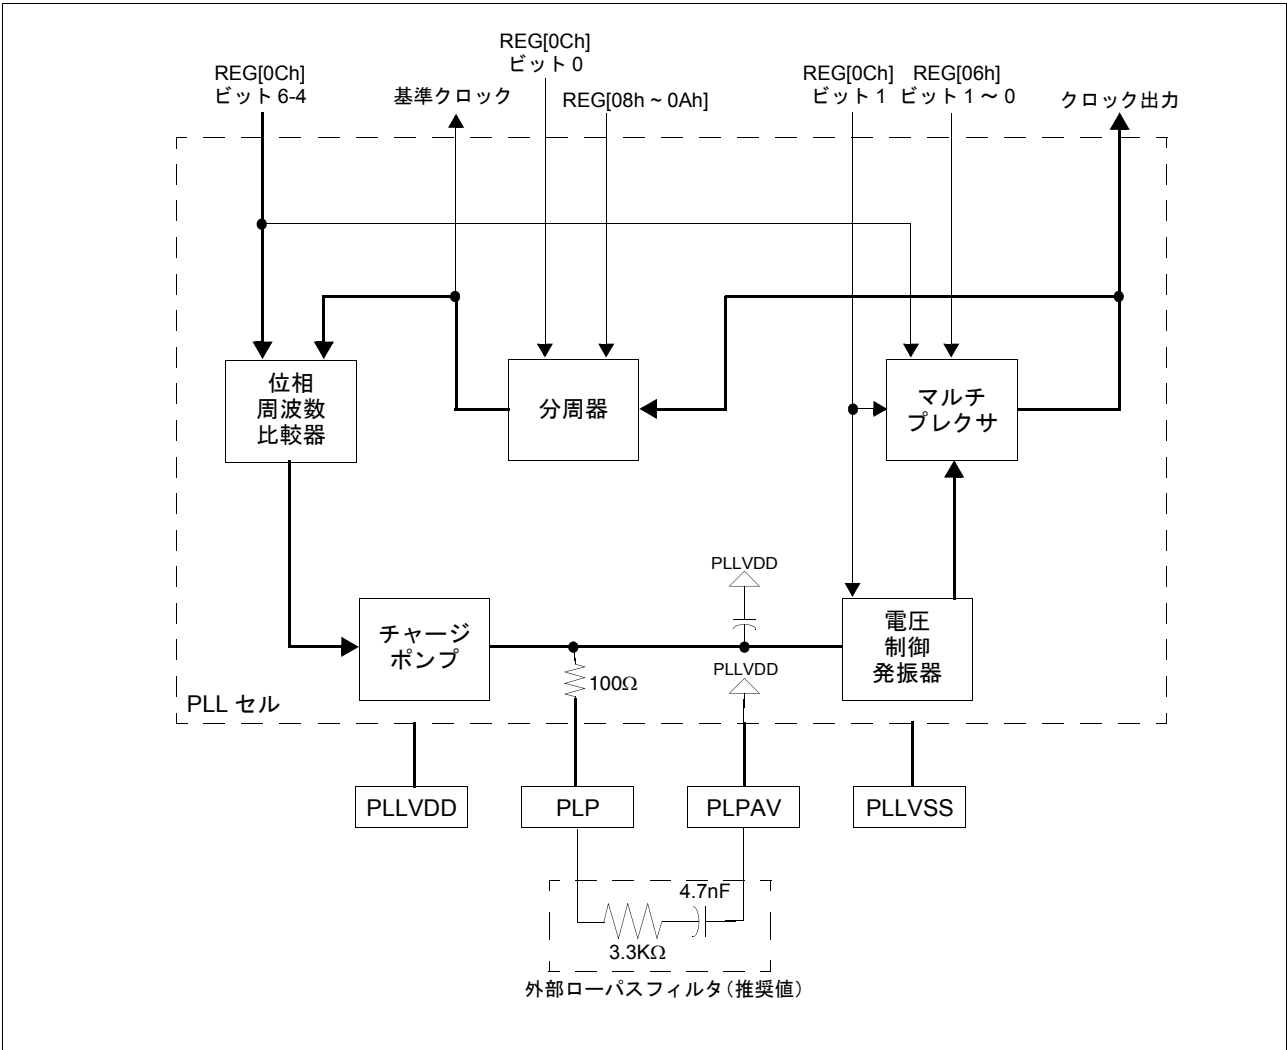 REG[0Ch]
ビット 0
REG[0Ch]
ビット 6-4
基準クロック
REG[08h ~ 0Ah]
REG[0Ch]
ビット 1
REG[06h]
ビット 1 ～ 0
クロック出力
位相
周波数
比較器
分周器
マルチ
プレクサ
PLLVDD
チャージ
ポンプ
電圧
制御
発振器
100Ω
PLLVDD
PLL セル
PLLVDD
PLP
PLPAV
PLLVSS
4.7nF
3.3KΩ
外部ローパスフィルタ（推奨値）